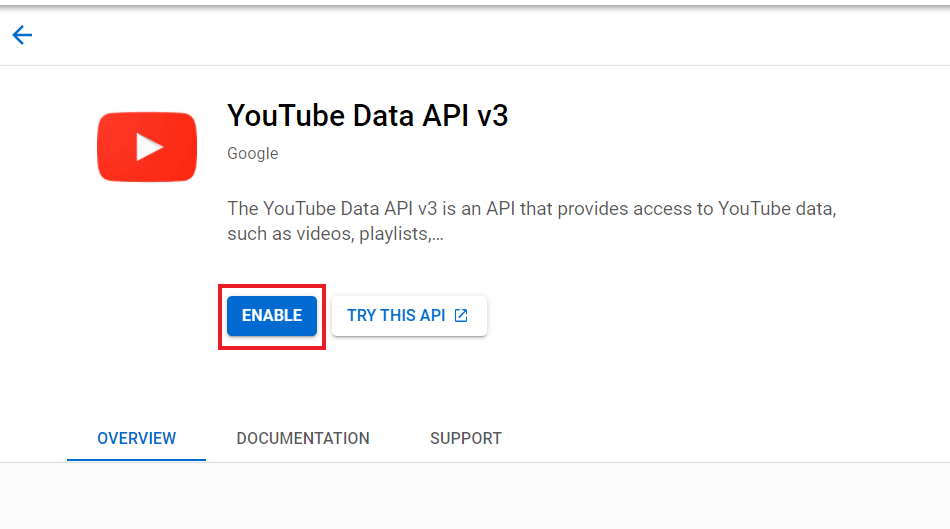 YouTube Data API v3
Google
The YouTube Data API v3 is an API that provides access to YouTube data,
such as videos, playlists,...
ENABLE
TRY THIS API
OVERVIEW
DOCUMENTATION
SUPPORT